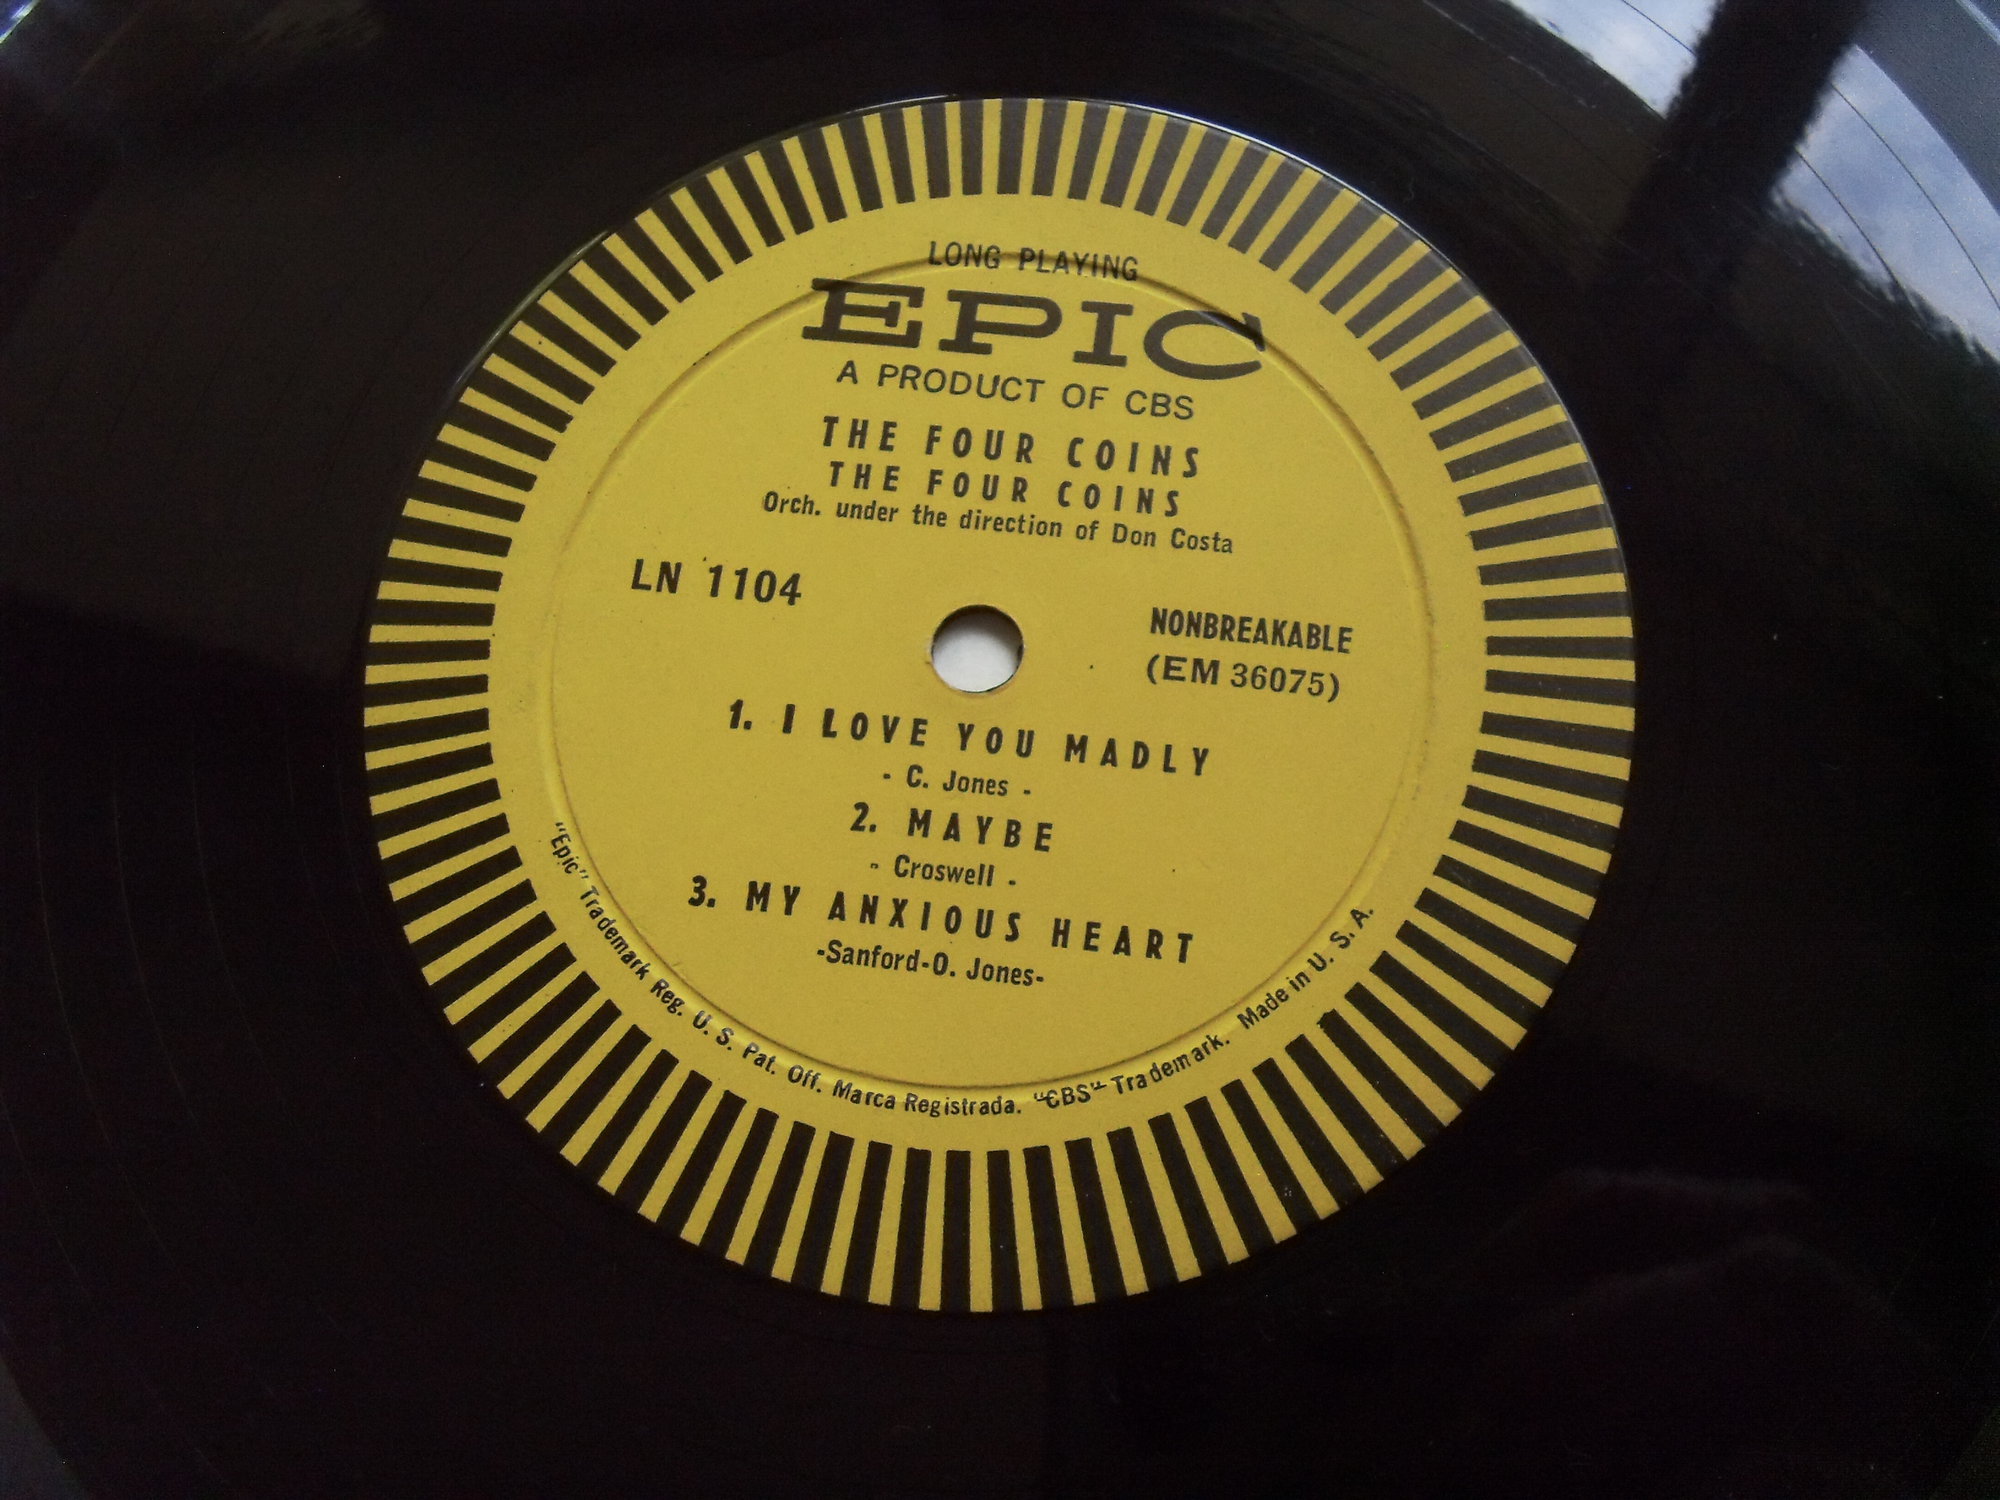 LONG PLAYING
EPIC
A PRODUCT OF CBS
THE FOUR COINS
THE FOUR COINS
Orch. under the direction of Don Costa
LN 1104
NONBREAKABLE
(EM 36075)
1. I LOVE YOU MADLY
- C. Jones -
2. MAYBE
- Croswell -
3. MY ANXIOUS HEART
-Sanford-O. Jones-
"Epic" Trademark Reg. U. S. Pat. Off. Marca Registrada. "CBS" Trademark. Made in U. S. A.